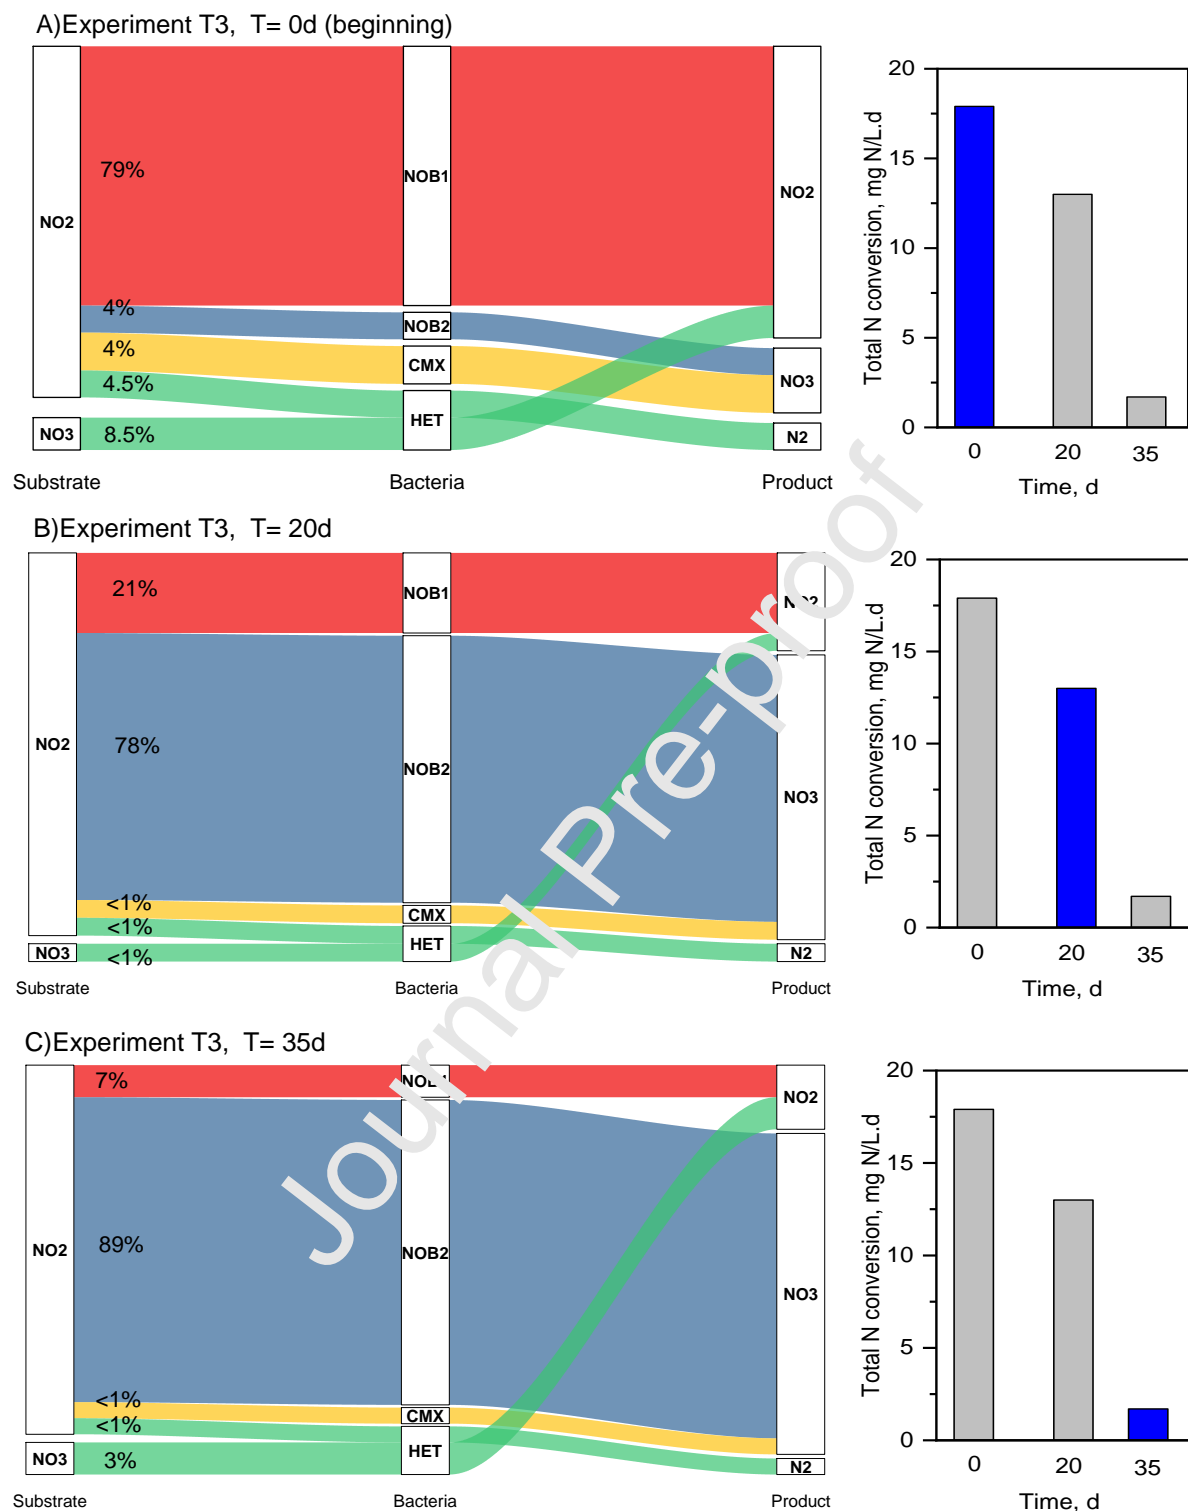 A)Experiment T3, T= 0d (beginning)
NO2
NO3
79%
4%
4%
4.5%
8.5%
NOB1
NOB2
CMX
HET
NO2
NO3
N2
Substrate
Bacteria
Product
Total N conversion, mg N/L.d
20
15
10
5
0
0 20 35
Time, d
B)Experiment T3, T= 20d
NO2
NO3
21%
78%
<1%
<1%
<1%
NOB1
NOB2
CMX
HET
NO2
NO3
N2
Substrate
Bacteria
Product
Total N conversion, mg N/L.d
20
15
10
5
0
0 20 35
Time, d
C)Experiment T3, T= 35d
NO2
NO3
7%
89%
<1%
<1%
3%
NOB1
NOB2
CMX
HET
NO2
NO3
N2
Substrate
Bacteria
Product
Total N conversion, mg N/L.d
20
15
10
5
0
0 20 35
Time, d
Journal Pre-proof